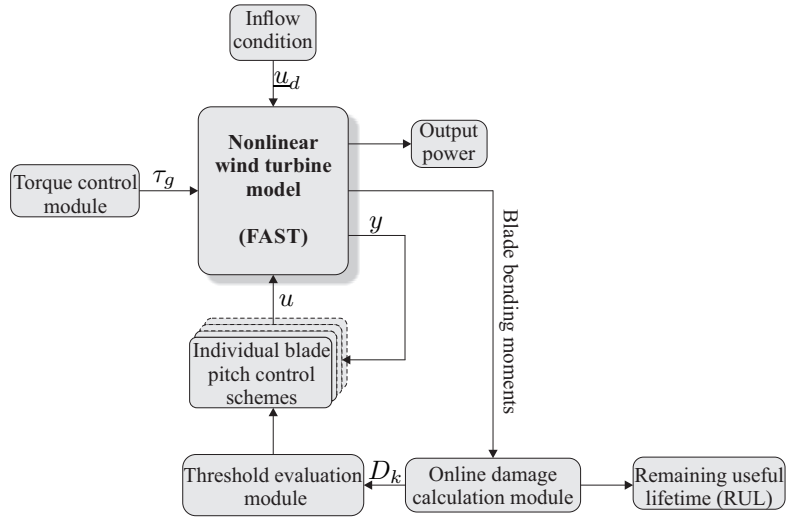 Inflow
condition
u_d
Nonlinear
wind turbine
model
(FAST)
Output
power
Torque control
module
τ_g
y
Blade bending moments
u
Individual blade
pitch control
schemes
Threshold evaluation
module
D_k
Online damage
calculation module
Remaining useful
lifetime (RUL)